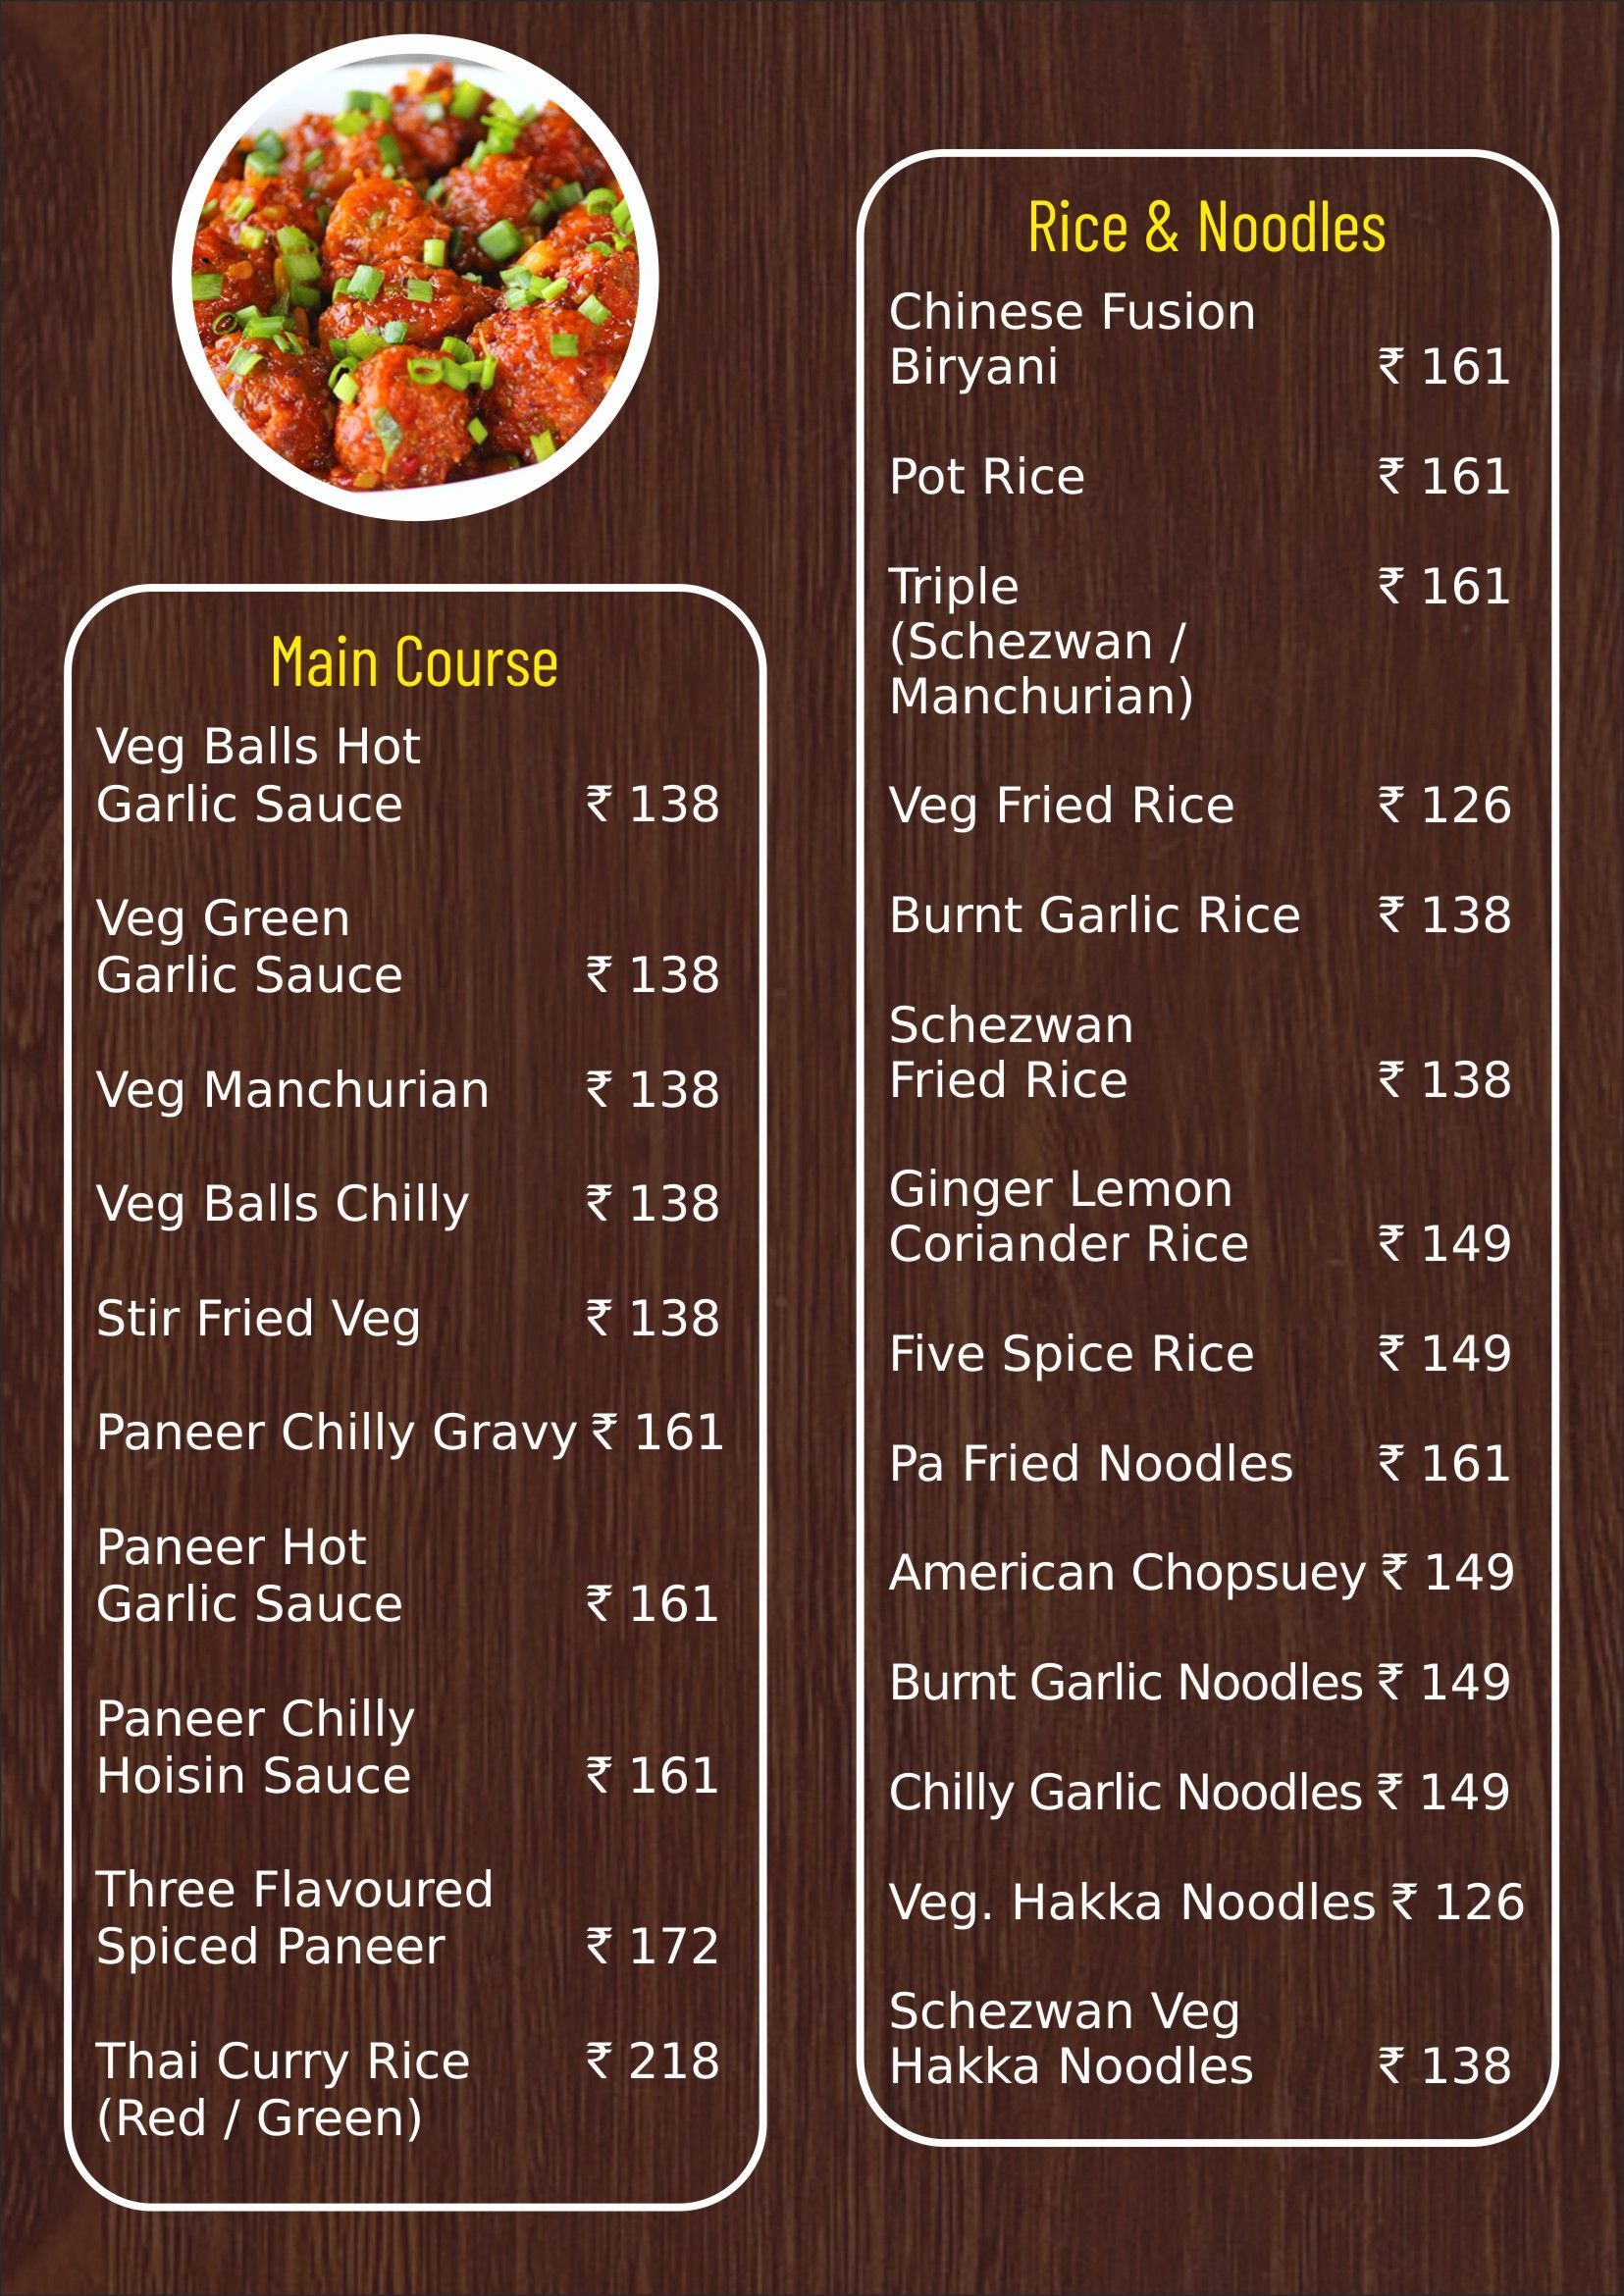 Main Course
Veg Balls Hot
Garlic Sauce ₹ 138
Veg Green
Garlic Sauce ₹ 138
Veg Manchurian ₹ 138
Veg Balls Chilly ₹ 138
Stir Fried Veg ₹ 138
Paneer Chilly Gravy ₹ 161
Paneer Hot
Garlic Sauce ₹ 161
Paneer Chilly
Hoisin Sauce ₹ 161
Three Flavoured
Spiced Paneer ₹ 172
Thai Curry Rice ₹ 218
(Red / Green)
Rice & Noodles
Chinese Fusion
Biryani ₹ 161
Pot Rice ₹ 161
Triple ₹ 161
(Schezwan /
Manchurian)
Veg Fried Rice ₹ 126
Burnt Garlic Rice ₹ 138
Schezwan
Fried Rice ₹ 138
Ginger Lemon
Coriander Rice ₹ 149
Five Spice Rice ₹ 149
Pa Fried Noodles ₹ 161
American Chopsuey ₹ 149
Burnt Garlic Noodles ₹ 149
Chilly Garlic Noodles ₹ 149
Veg. Hakka Noodles ₹ 126
Schezwan Veg
Hakka Noodles ₹ 138